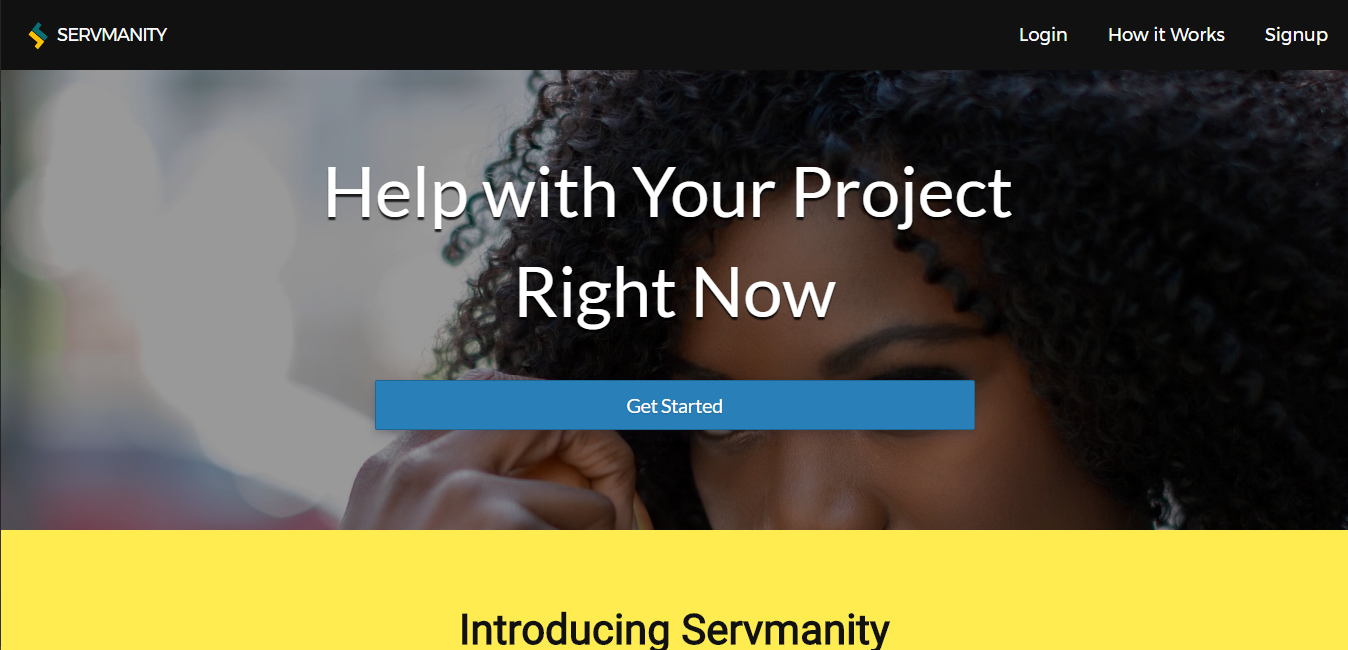 SERVMANITY
Login
How it Works
Signup
Help with Your Project
Right Now
Get Started
Introducing Servmanity